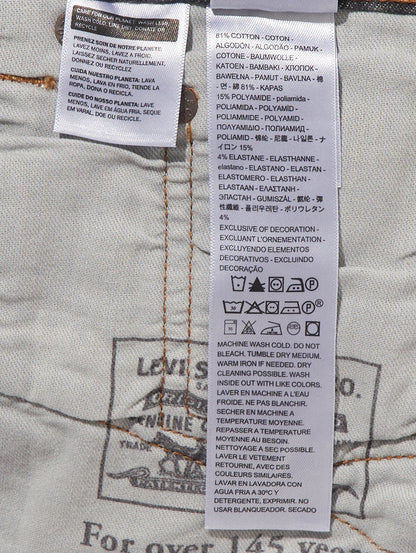 CARE FOR OUR PLANET: WASH LESS,
WASH COLD, LINE DRY, DONATE OR
RECYCLE
PRENEZ SOIN DE NOTRE PLANETE:
LAVEZ MOINS, LAVEZ A FROID,
LAISSEZ SECHER NATURELLEMENT,
DONNEZ OU RECYCLEZ
CUIDA NUESTRO PLANETA: LAVA
MENOS, LAVA EN FRIO, TIENDE LA
ROPA, DONA O RECICLA
CUIDE DO NOSSO PLANETA: LAVE
MENOS, LAVE A FRIO, SEQUE EM
VARAL, DOE OU RECICLE
81% COTTON - COTON -
ALGODÓN - ALGODÃO - PAMUK -
COTONE - BAUMWOLLE -
KATOEN - BAMBAKI - ХЛОПОК -
BAWEŁNA - PAMUT - BAVLNA - 棉
- 면 - 綿 81% - KAPAS
15% POLYAMIDE - poliamida -
POLIAMIDA - POLIAMMIDE -
POLYAMID - POLYAMIDE -
ΠΟΛΥΑΜΙΔΙΟ - ПОЛИАМИД -
POLIAMID - 锦纶 - 尼龍 - 나일론 - ナ
イロン 15%
4% ELASTANE - ELASTHANNE -
elastano - ELASTAN - ELASTAN -
ELASTOMERO - ELASTHAN -
ELASTAAN - ΕΛΑΣΤΑΝΗ -
ЭЛАСТАН - GUMISZÁL - 氨纶 - 弾
性纖維 - 폴리우레탄 - ポリウレタン
4%
EXCLUSIVE OF DECORATION -
EXCLUANT L'ORNEMENTATION -
EXCLUYENDO ELEMENTOS
DECORATIVOS - EXCLUINDO
DECORAÇÃO
MACHINE WASH COLD. DO NOT
BLEACH. TUMBLE DRY MEDIUM.
WARM IRON IF NEEDED. DRY
CLEANING POSSIBLE. WASH
INSIDE OUT WITH LIKE COLORS.
LAVER EN MACHINE A L'EAU
FROIDE. NE PAS BLANCHIR.
SECHER EN MACHINE A
TEMPERATURE MOYENNE.
REPASSER A TEMPERATURE
MOYENNE AU BESOIN.
NETTOYAGE A SEC POSSIBLE.
LAVER LE VETEMENT
RETOURNE, AVEC DES
COULEURS SIMILAIRES.
LAVAR EN LAVADORA CON
AGUA FRIA A 30°C Y
DETERGENTE, EXPRIMIR. NO
USAR BLANQUEADOR. SECADO
LEVI S
CO.
TRADE
For over 145 ye